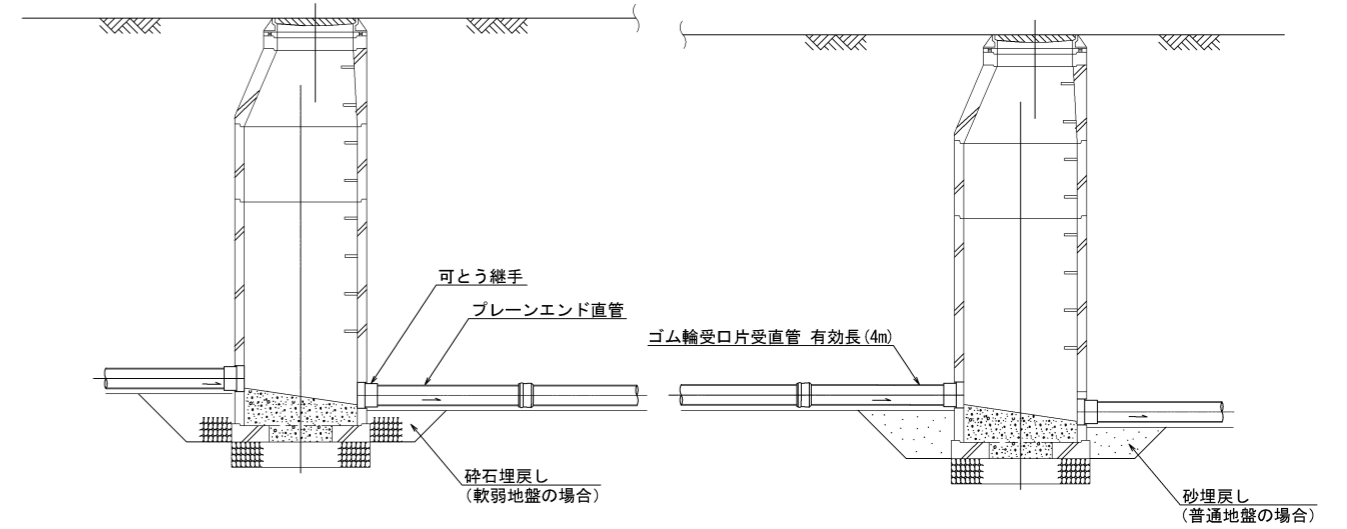 可とう継手
プレーンエンド直管
ゴム輪受口片受直管 有効長(4m)
砕石埋戻し
(軟弱地盤の場合)
砂埋戻し
(普通地盤の場合)